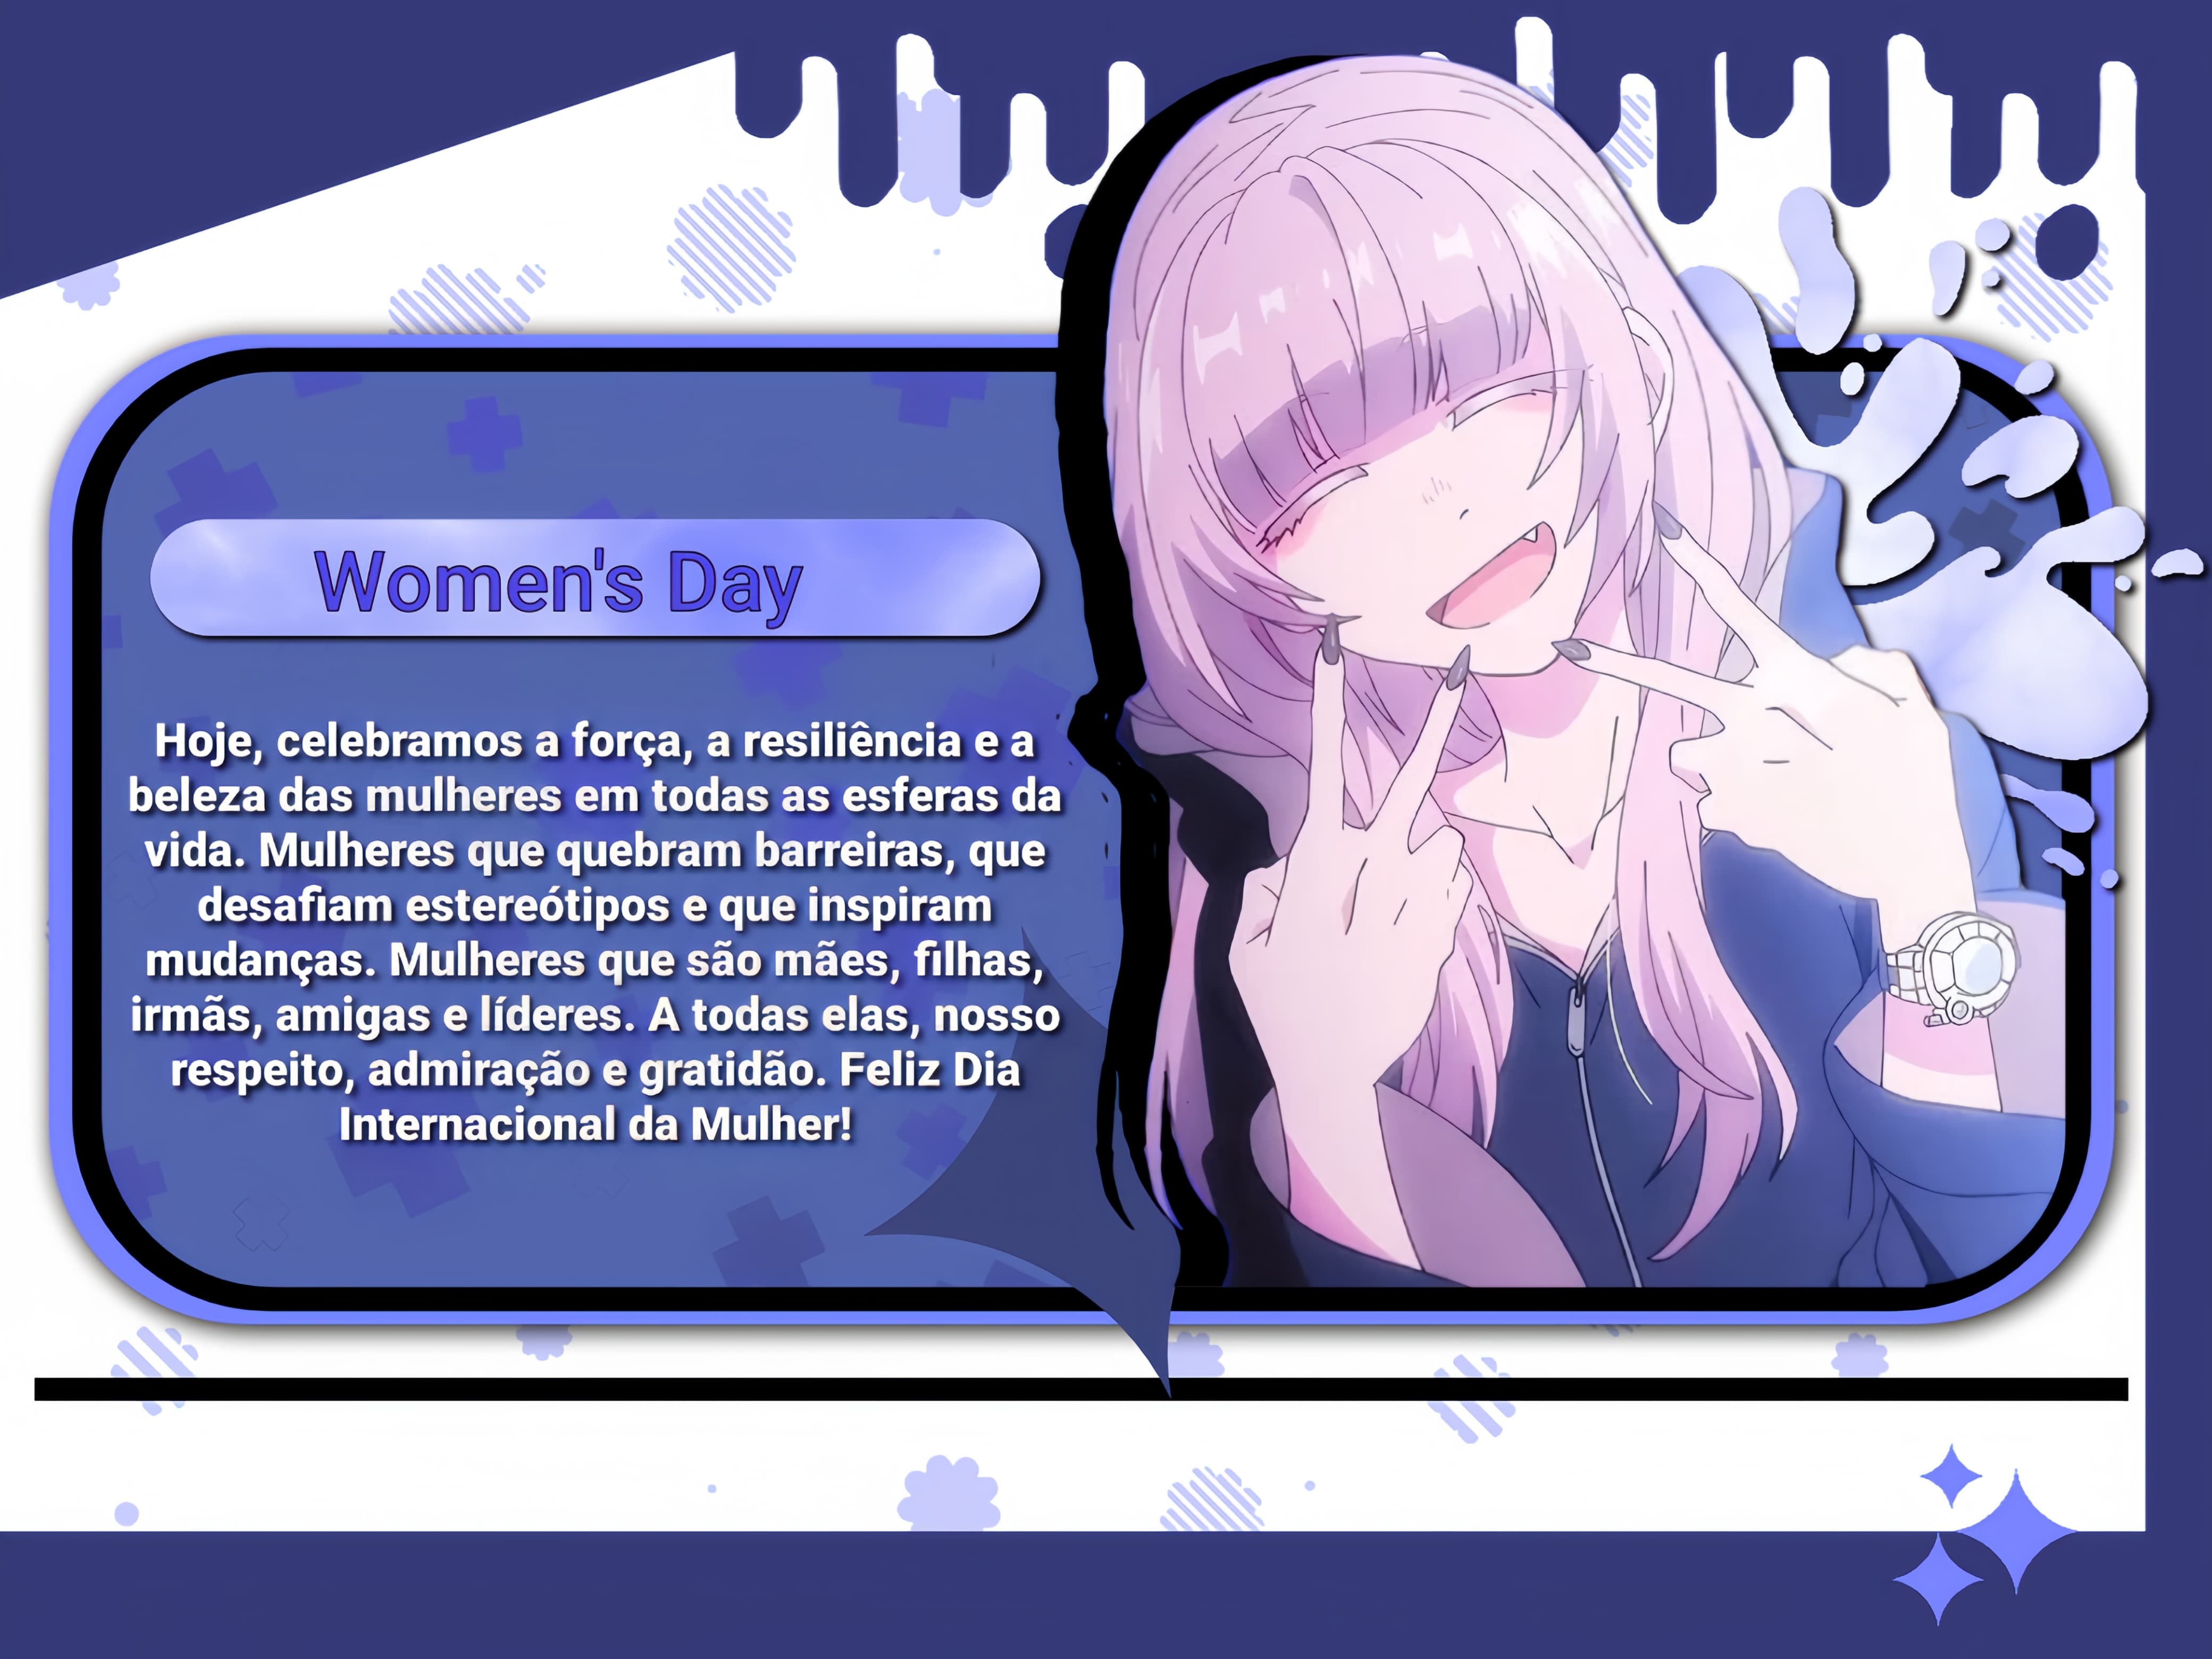 Women's Day
Hoje, celebramos a força, a resiliência e a
beleza das mulheres em todas as esferas da
vida. Mulheres que quebram barreiras, que
desafiam estereótipos e que inspiram
mudanças. Mulheres que são mães, filhas,
irmãs, amigas e líderes. A todas elas, nosso
respeito, admiração e gratidão. Feliz Dia
Internacional da Mulher!